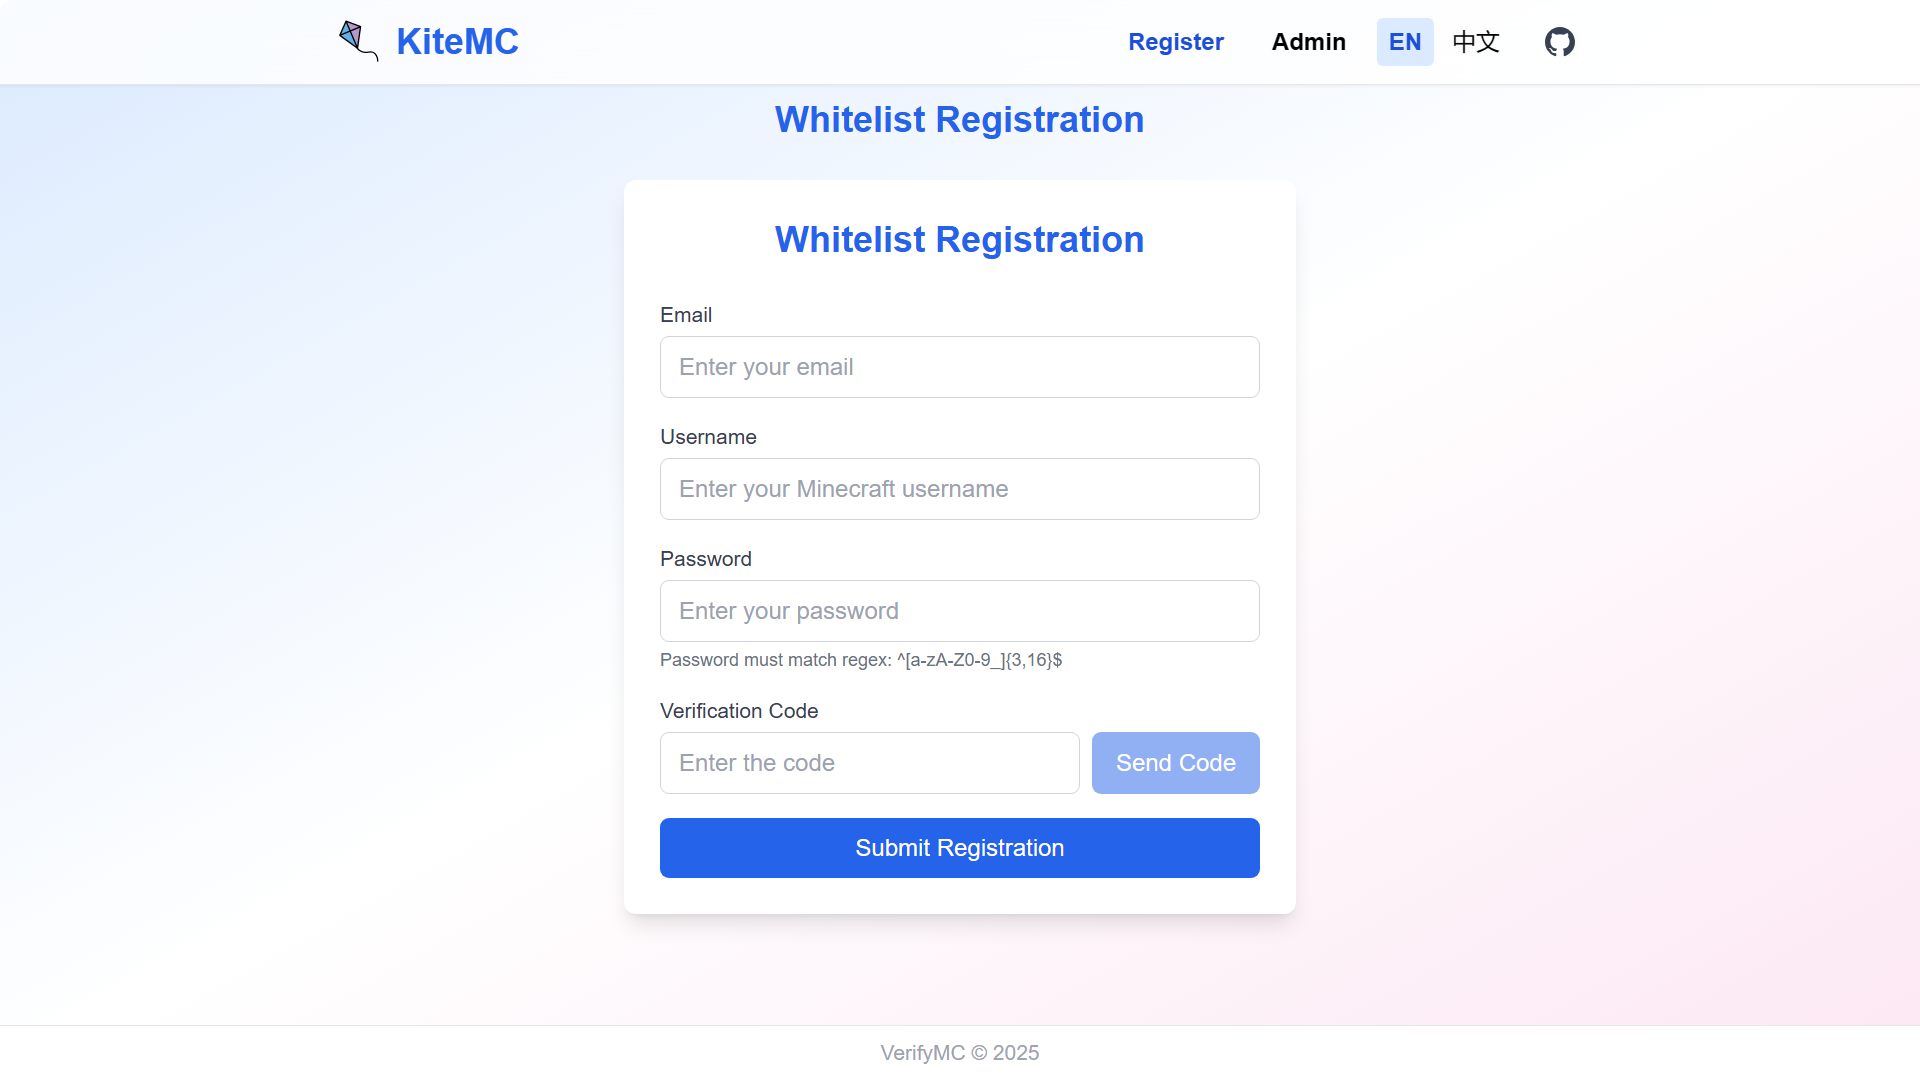 KiteMC
Register
Admin
EN
中文
Whitelist Registration
Whitelist Registration
Email
Enter your email
Username
Enter your Minecraft username
Password
Enter your password
Password must match regex: ^[a-zA-Z0-9_]{3,16}$
Verification Code
Enter the code
Send Code
Submit Registration
VerifyMC © 2025